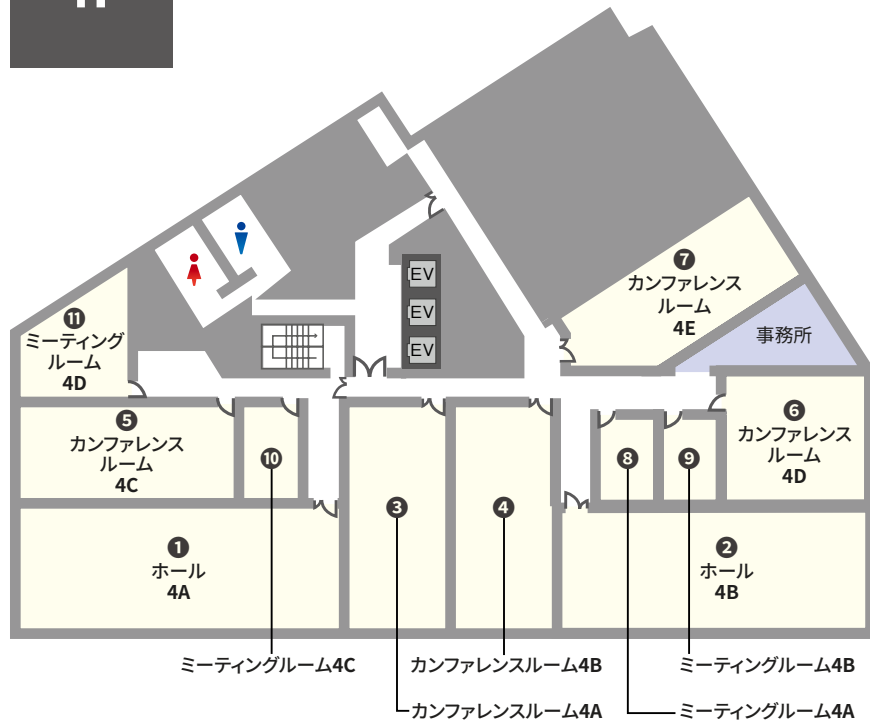 EV
EV
EV
❼
カンファレンス
ルーム
4E
事務所
⓫
ミーティング
ルーム
4D
❺
カンファレンス
ルーム
4C
❿
❸
❹
❽
❾
❻
カンファレンス
ルーム
4D
❶
ホール
4A
❷
ホール
4B
ミーティングルーム4C
カンファレンスルーム4B
ミーティングルーム4B
カンファレンスルーム4A
ミーティングルーム4A